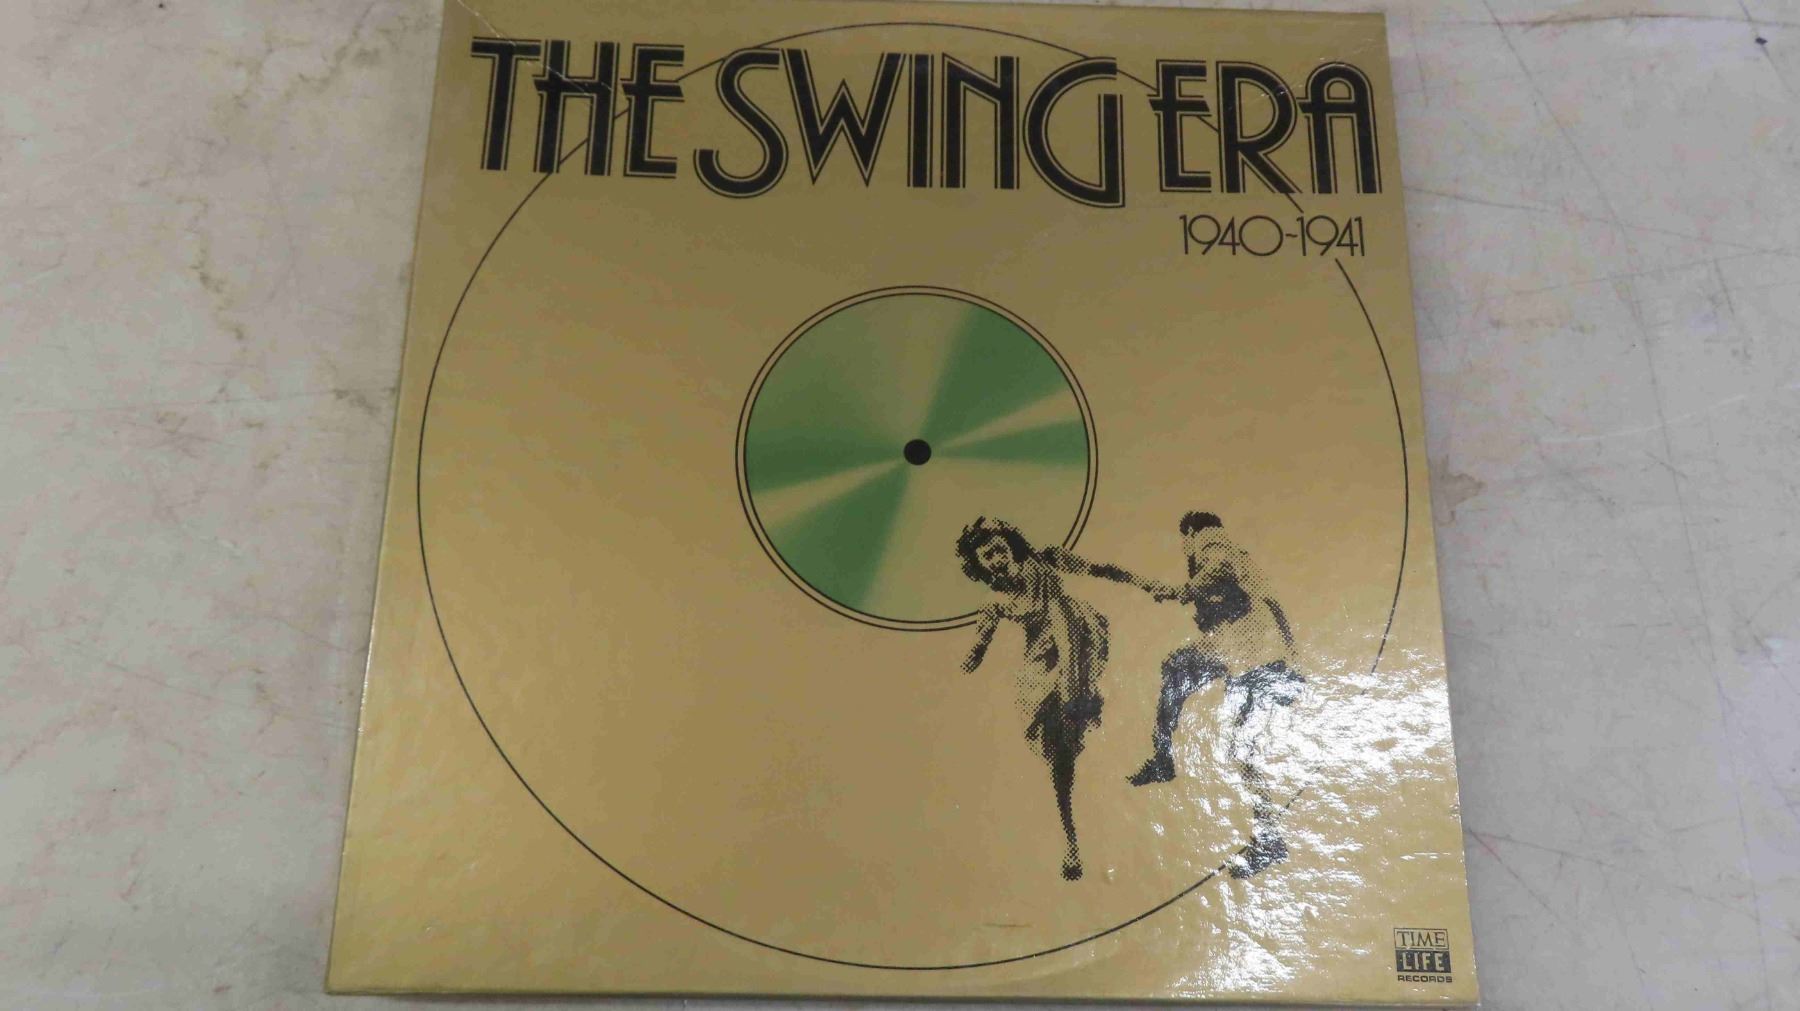 THE SWING ERA
1940-1941
TIME
LIFE
RECORDS